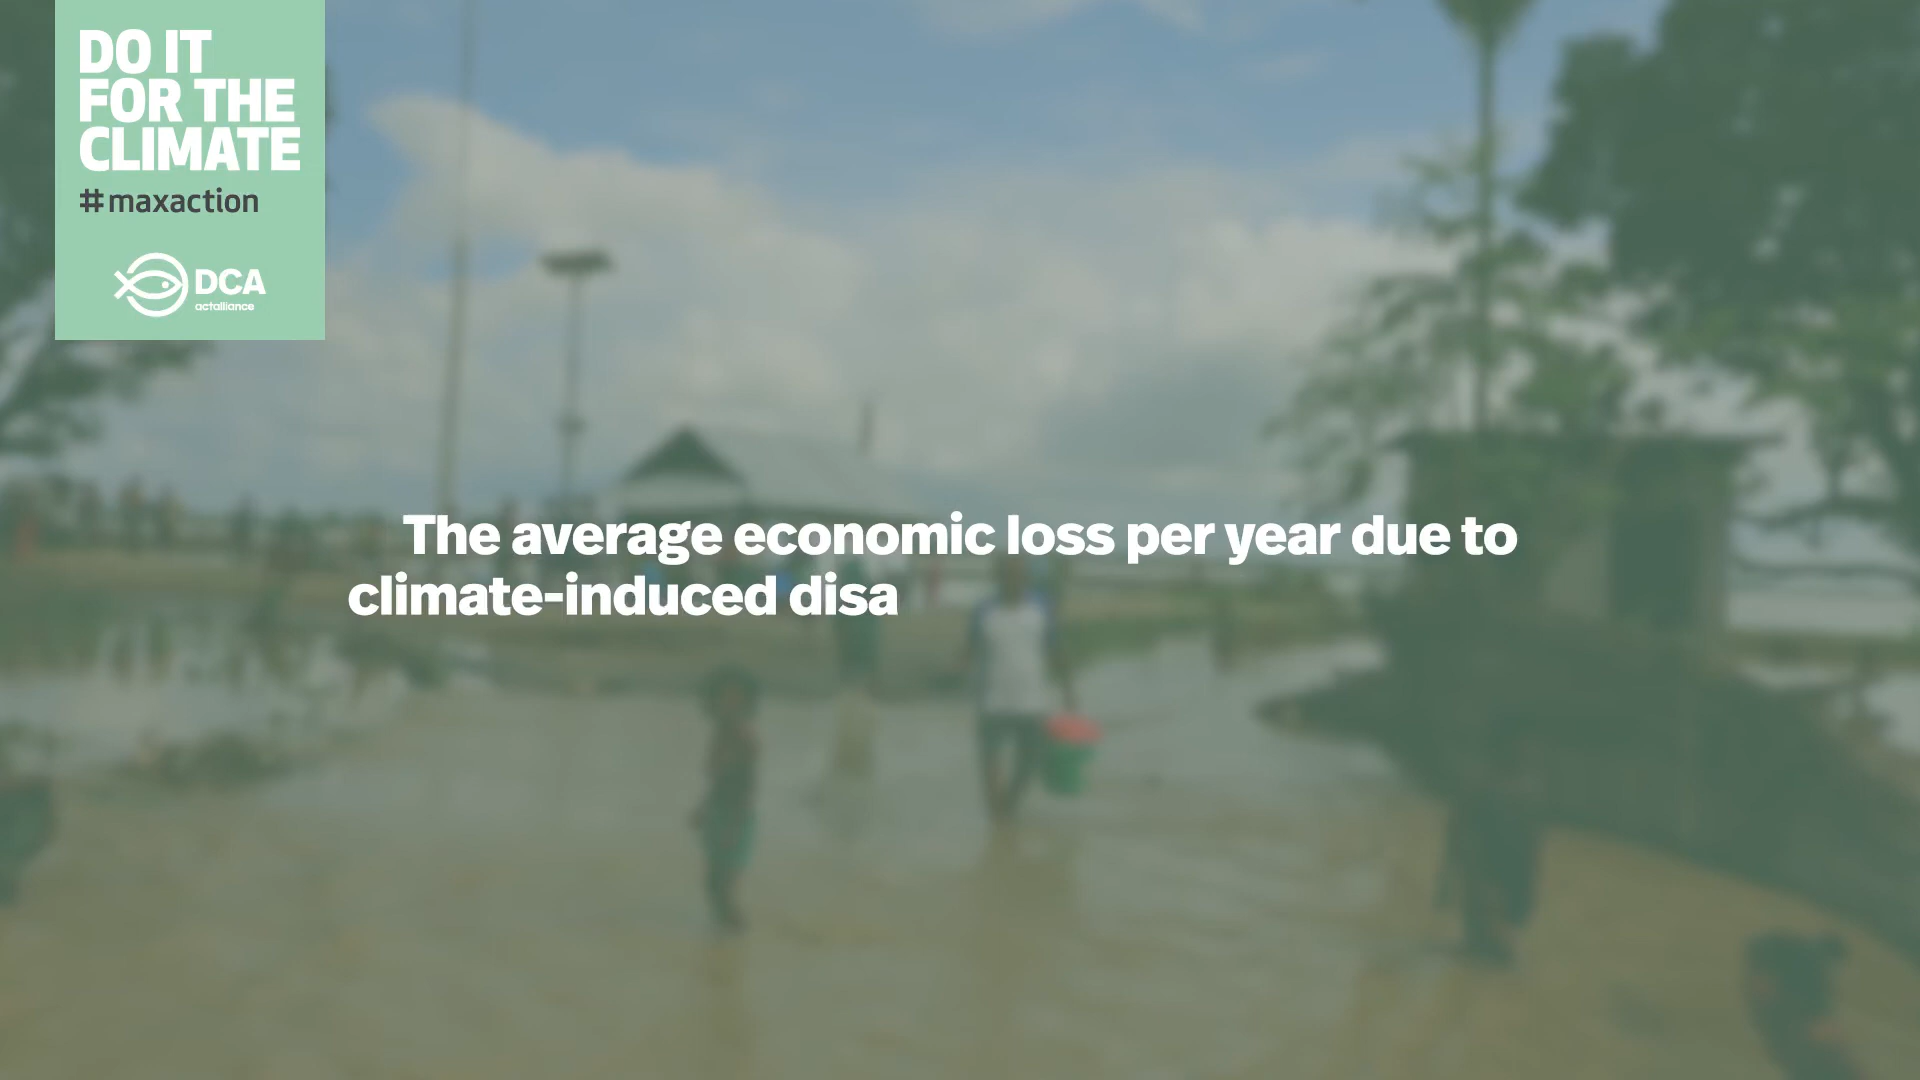 DO IT
FOR THE
CLIMATE
#maxaction
DCA
actalliance
The average economic loss per year due to
climate-induced disa